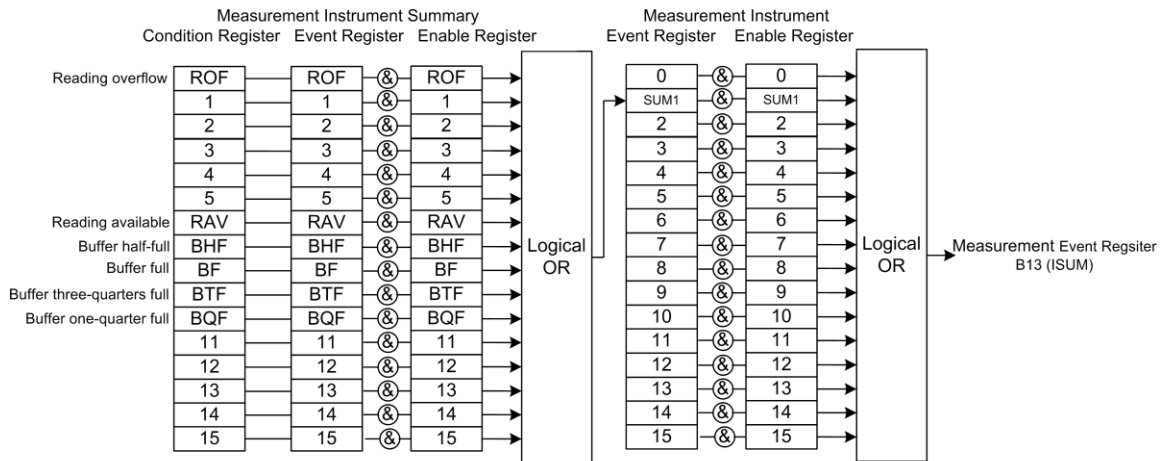 Measurement Instrument Summary Measurement Instrument
Condition Register Event Register Enable Register Event Register Enable Register
Reading overflow ROF ROF & ROF 0 & 0
1 1 & 1 SUM1 & SUM1
2 2 & 2 2 & 2
3 3 & 3 3 & 3
4 4 & 4 4 & 4
5 5 & 5 5 & 5
Reading available RAV RAV & RAV 6 & 6
Buffer half-full BHF BHF & BHF Logical OR 7 & 7 Logical OR Measurement Event Regsiter
Buffer full BF BF & BF 8 & 8 B13 (ISUM)
Buffer three-quarters full BTF BTF & BTF 9 & 9
Buffer one-quarter full BQF BQF & BQF 10 & 10
11 11 & 11 11 & 11
12 12 & 12 12 & 12
13 13 & 13 13 & 13
14 14 & 14 14 & 14
15 15 & 15 15 & 15